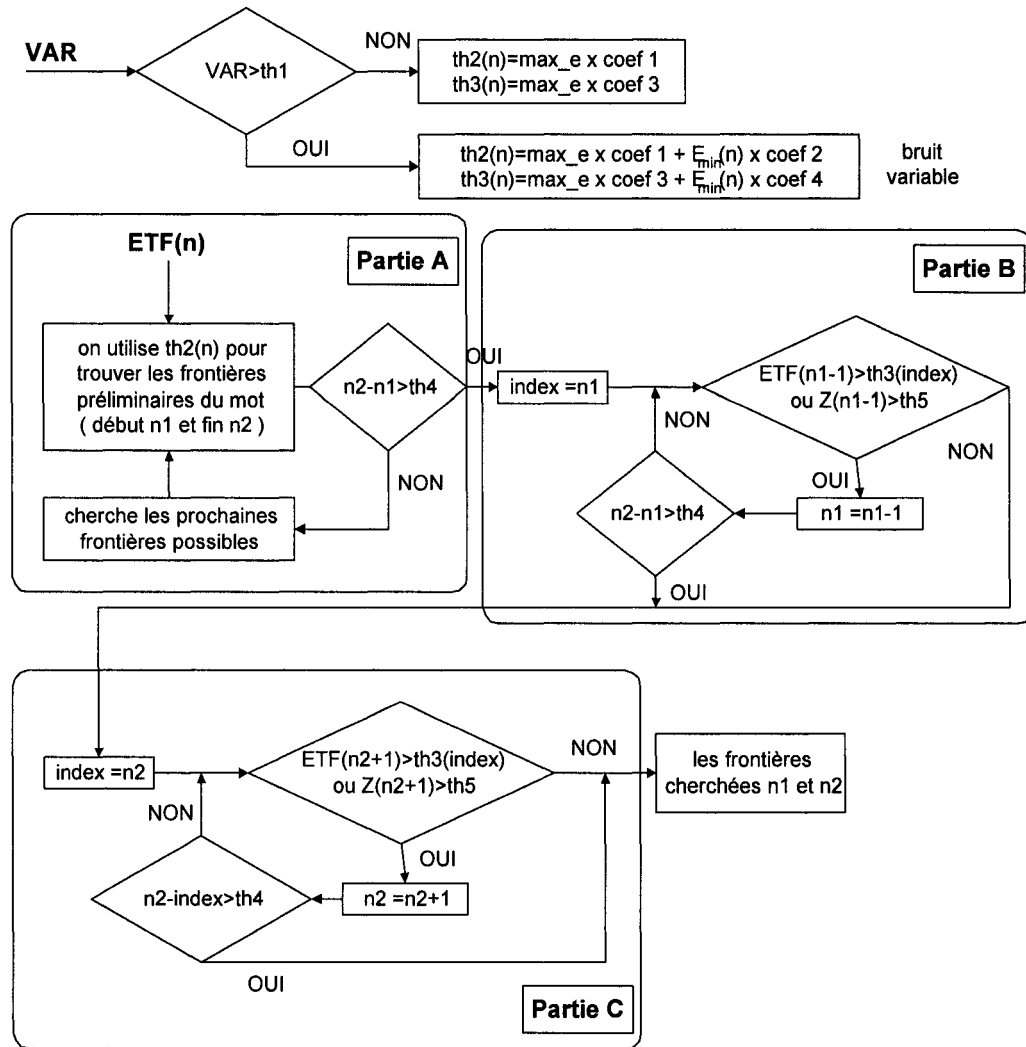 VAR
VAR>th1
NON
th2(n)=max_e x coef 1
th3(n)=max_e x coef 3
OUI
th2(n)=max_e x coef 1 + Emin(n) x coef 2
th3(n)=max_e x coef 3 + Emin(n) x coef 4
bruit
variable
ETF(n)
Partie A
on utilise th2(n) pour
trouver les frontières
préliminaires du mot
( début n1 et fin n2 )
n2-n1>th4
OUI
NON
cherche les prochaines
frontières possibles
Partie B
index =n1
ETF(n1-1)>th3(index)
ou Z(n1-1)>th5
NON
NON
OUI
n2-n1>th4
n1 =n1-1
OUI
index =n2
ETF(n2+1)>th3(index)
ou Z(n2+1)>th5
NON
les frontières
cherchées n1 et n2
NON
OUI
n2-index>th4
n2 =n2+1
OUI
Partie C